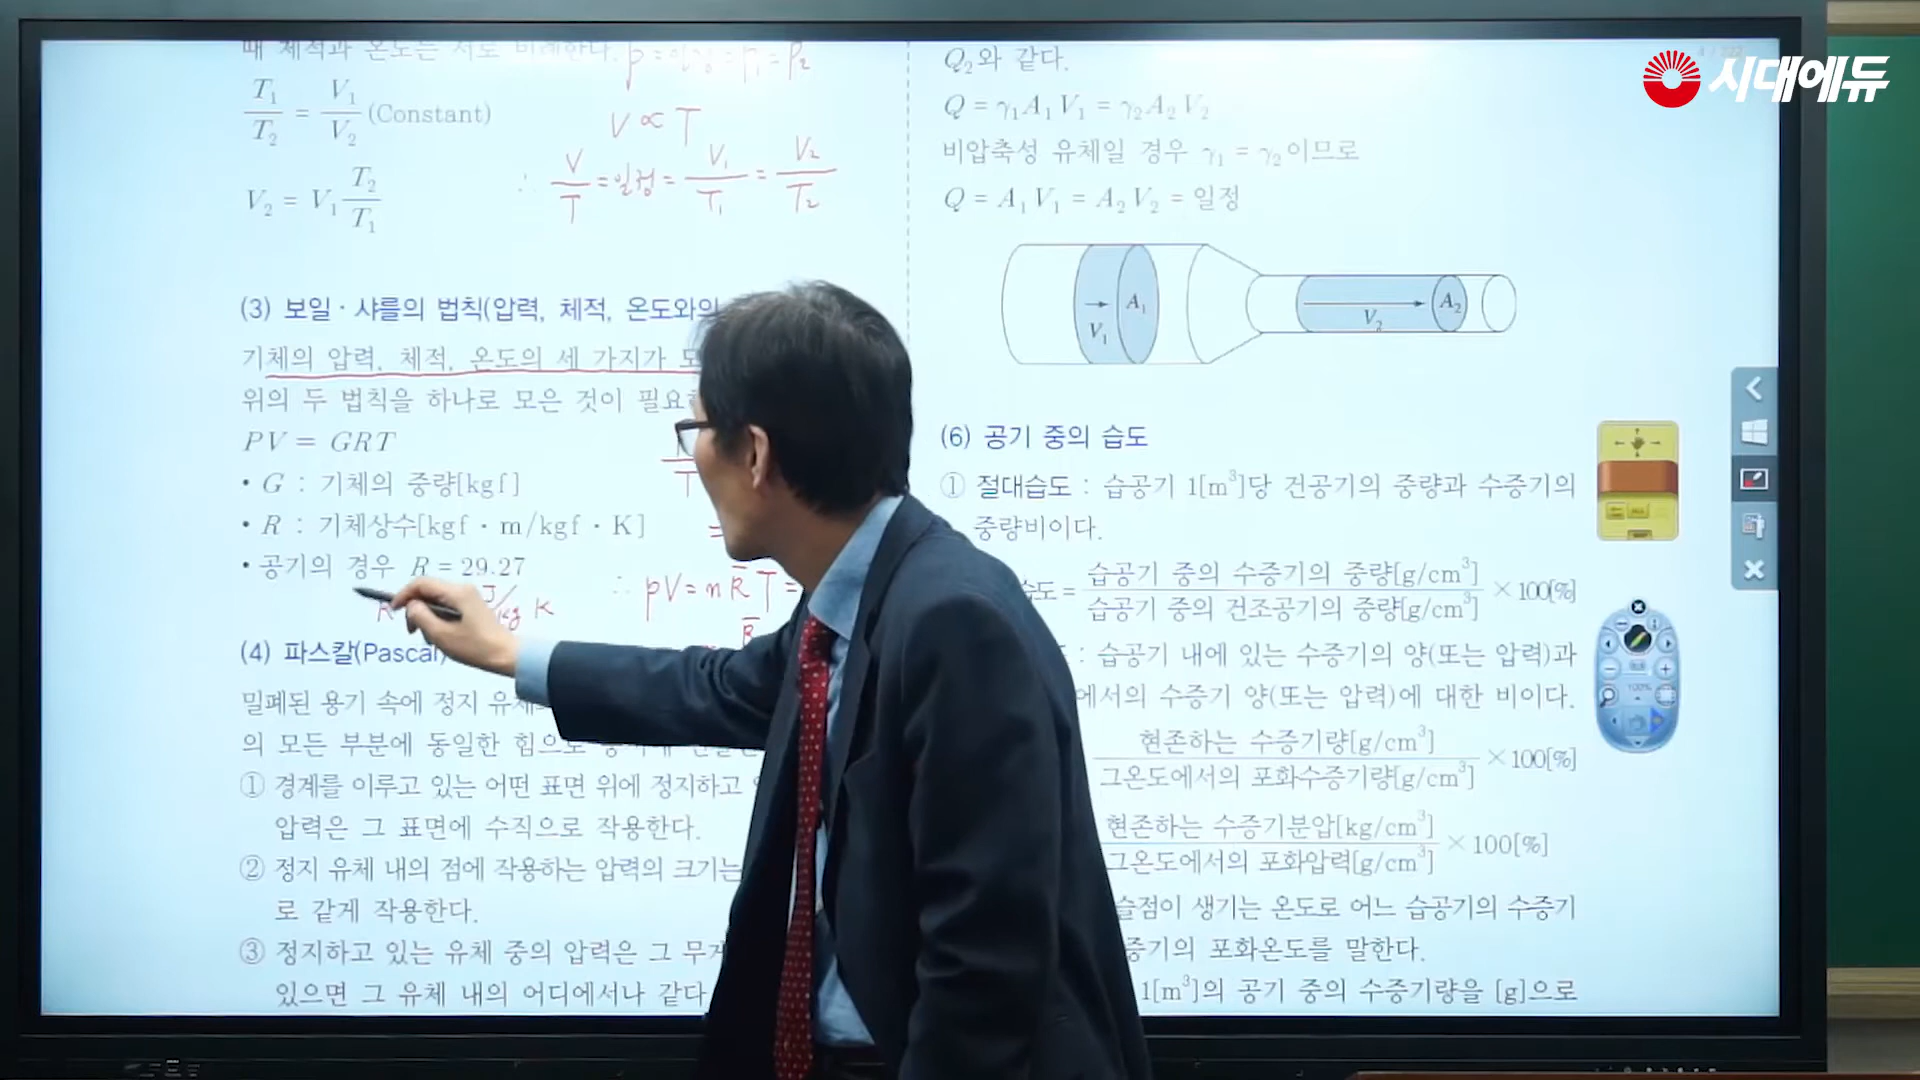 시대에듀
때 체적과 온도는 서로 비례한다. P=일정=P₁=P₂
T₁/T₂ = V₁/V₂ (Constant)
V ∝ T
V₂ = V₁ T₂/T₁
∴ V/T = 일정 = V₁/T₁ = V₂/T₂
(3) 보일·샤를의 법칙(압력, 체적, 온도와의
기체의 압력, 체적, 온도의 세 가지가
위의 두 법칙을 하나로 모은 것이
PV = GRT
• G : 기체의 중량[kgf]
• R : 기체상수[kgf·m/kgf·K]
• 공기의 경우 R = 29.27
R J/kg K
∴ pV=nR̅T=
R̅
(4) 파스칼(Pascal)
밀폐된 용기 속에 정지
의 모든 부분에 동일한 힘으로
① 경계를 이루고 있는 어떤 표면 위에 정지하고
압력은 그 표면에 수직으로 작용한다.
② 정지 유체 내의 점에 작용하는 압력의 크기는
로 같게 작용한다.
③ 정지하고 있는 유체 중의 압력은 그
있으면 그 유체 내의 어디에서나 같다
Q₂와 같다.
Q = γ₁A₁V₁ = γ₂A₂V₂
비압축성 유체일 경우 γ₁ = γ₂이므로
Q = A₁V₁ = A₂V₂ = 일정
V₁ A₁ V₂ A₂
(6) 공기 중의 습도
① 절대습도 : 습공기 1[m³]당 건공기의 중량과 수증기의
중량비이다.
습도 = 습공기 중의 수증기의 중량[g/cm³]/습공기 중의 건조공기의 중량[g/cm³] × 100[%]
: 습공기 내에 있는 수증기의 양(또는 압력)과
에서의 수증기 양(또는 압력)에 대한 비이다.
현존하는 수증기량[g/cm³]/그온도에서의 포화수증기량[g/cm³] × 100[%]
현존하는 수증기분압[kg/cm³]/그온도에서의 포화압력[g/cm³] × 100[%]
슬점이 생기는 온도로 어느 습공기의 수증기
증기의 포화온도를 말한다.
1[m³]의 공기 중의 수증기량을 [g]으로
100%